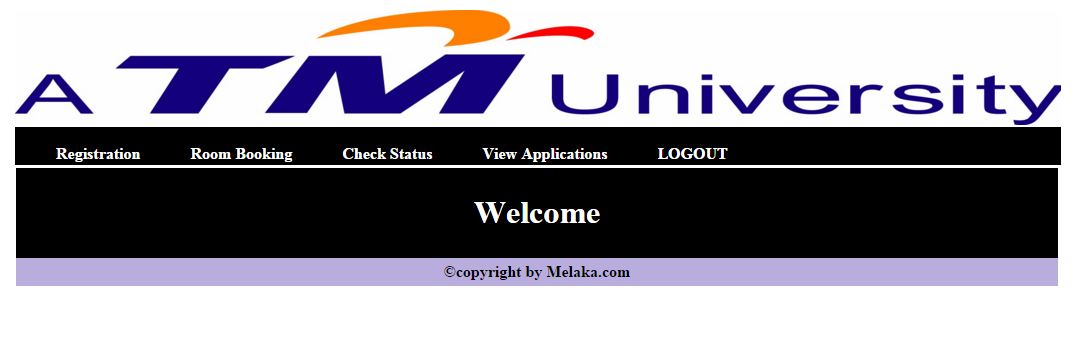 A TM University
Registration Room Booking Check Status View Applications LOGOUT
Welcome
©copyright by Melaka.com